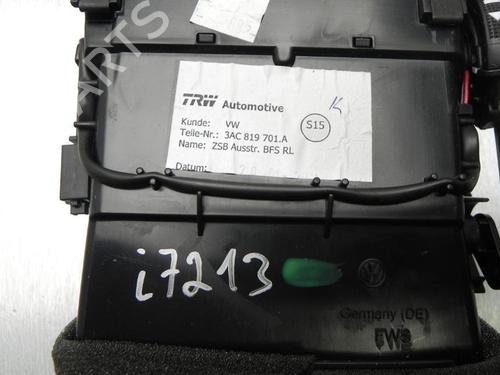 TRW Automotive
S15
Kunde: VW
Teile-Nr.: 3AC 819 701.A
Name: ZSB Ausstr. BFS RL
Datum:
i7213
Germany (DE)